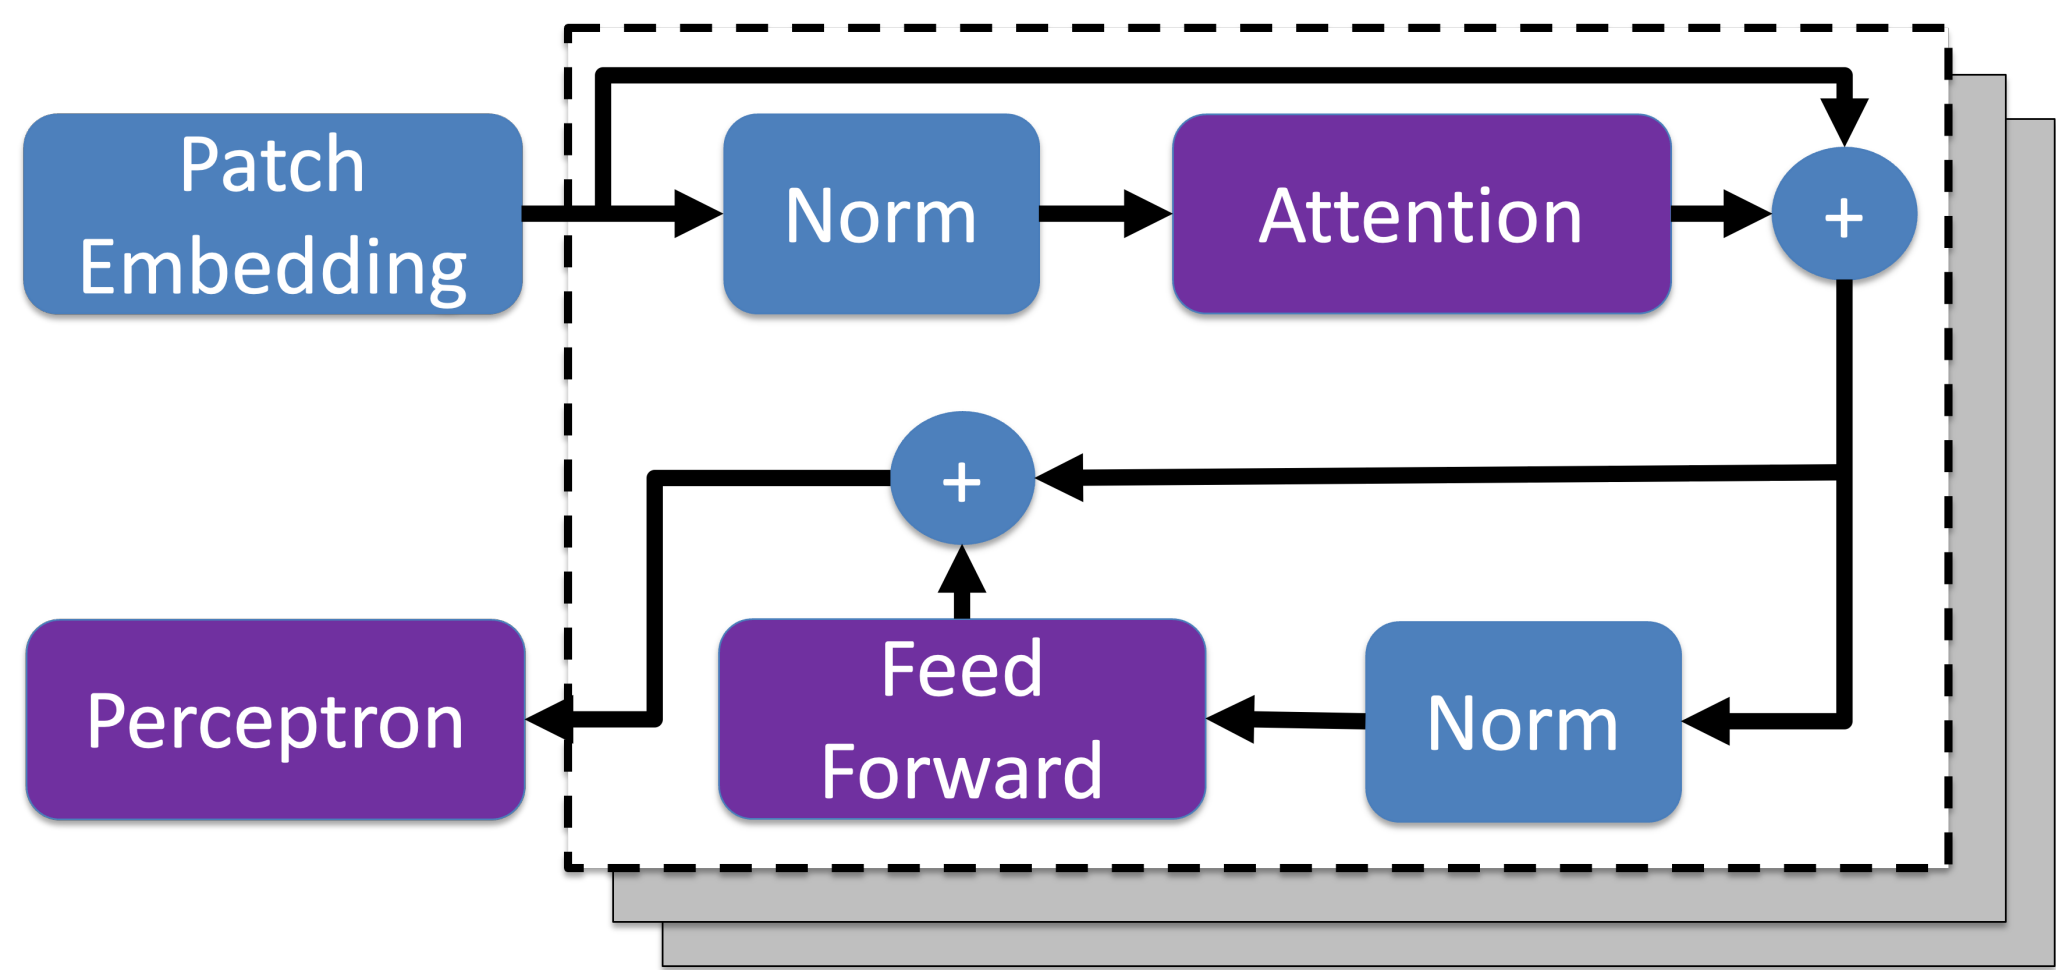 Patch
Embedding
Norm
Attention
+
+
Perceptron
Feed
Forward
Norm